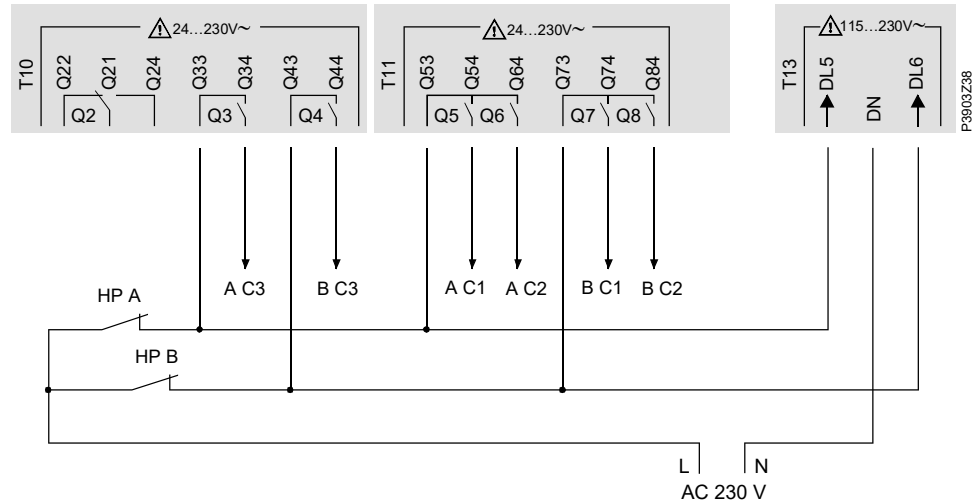 24...230V~
24...230V~
115...230V~
T10
Q22
Q21
Q24
Q33
Q34
Q43
Q44
T11
Q53
Q54
Q64
Q73
Q74
Q84
T13
DL5
DN
DL6
P3903Z38
Q2
Q3
Q4
Q5
Q6
Q7
Q8
A C3
B C3
A C1
A C2
B C1
B C2
HP A
HP B
L
N
AC 230 V